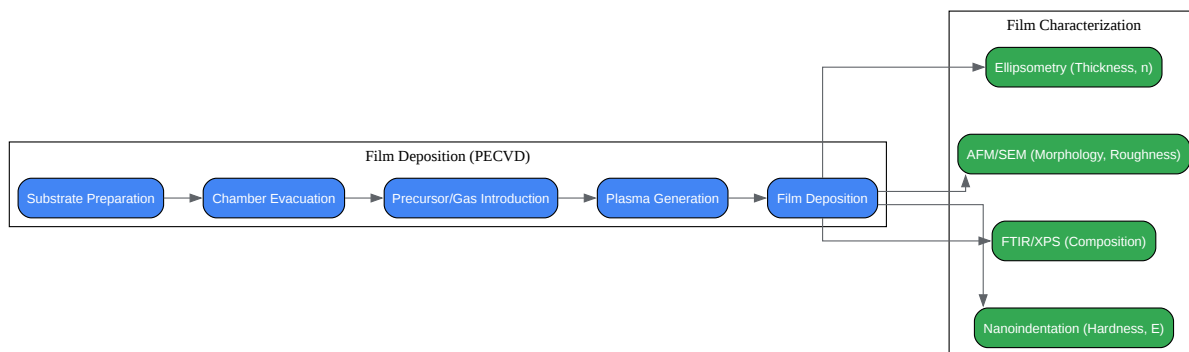 Film Deposition (PECVD)
Substrate Preparation
Chamber Evacuation
Precursor/Gas Introduction
Plasma Generation
Film Deposition
Film Characterization
Ellipsometry (Thickness, n)
AFM/SEM (Morphology, Roughness)
FTIR/XPS (Composition)
Nanoindentation (Hardness, E)